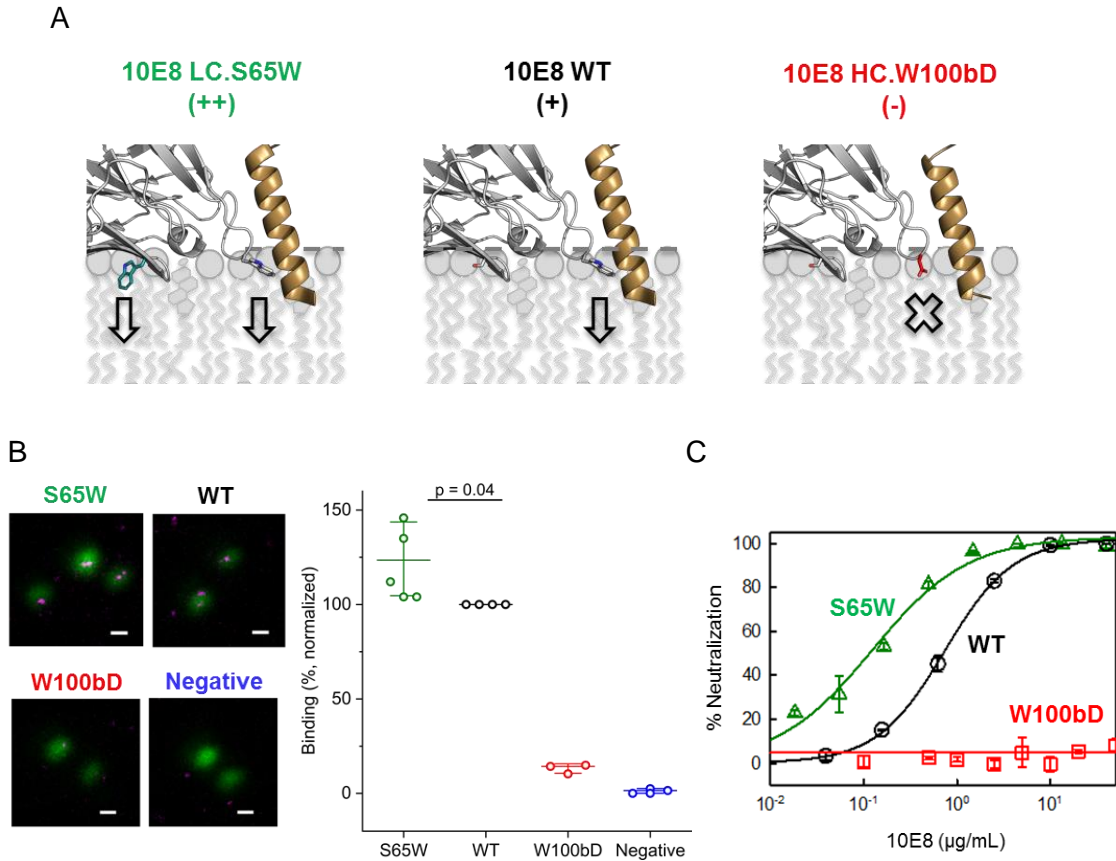 A
10E8 LC.S65W
(++)
10E8 WT
(+)
10E8 HC.W100bD
(-)
B
S65W
WT
W100bD
Negative
p = 0.04
Binding (%, normalized)
150
100
50
0
S65W
WT
W100bD
Negative
C
% Neutralization
100
80
60
40
20
0
S65W
WT
W100bD
10-2
10-1
100
101
10E8 (μg/mL)